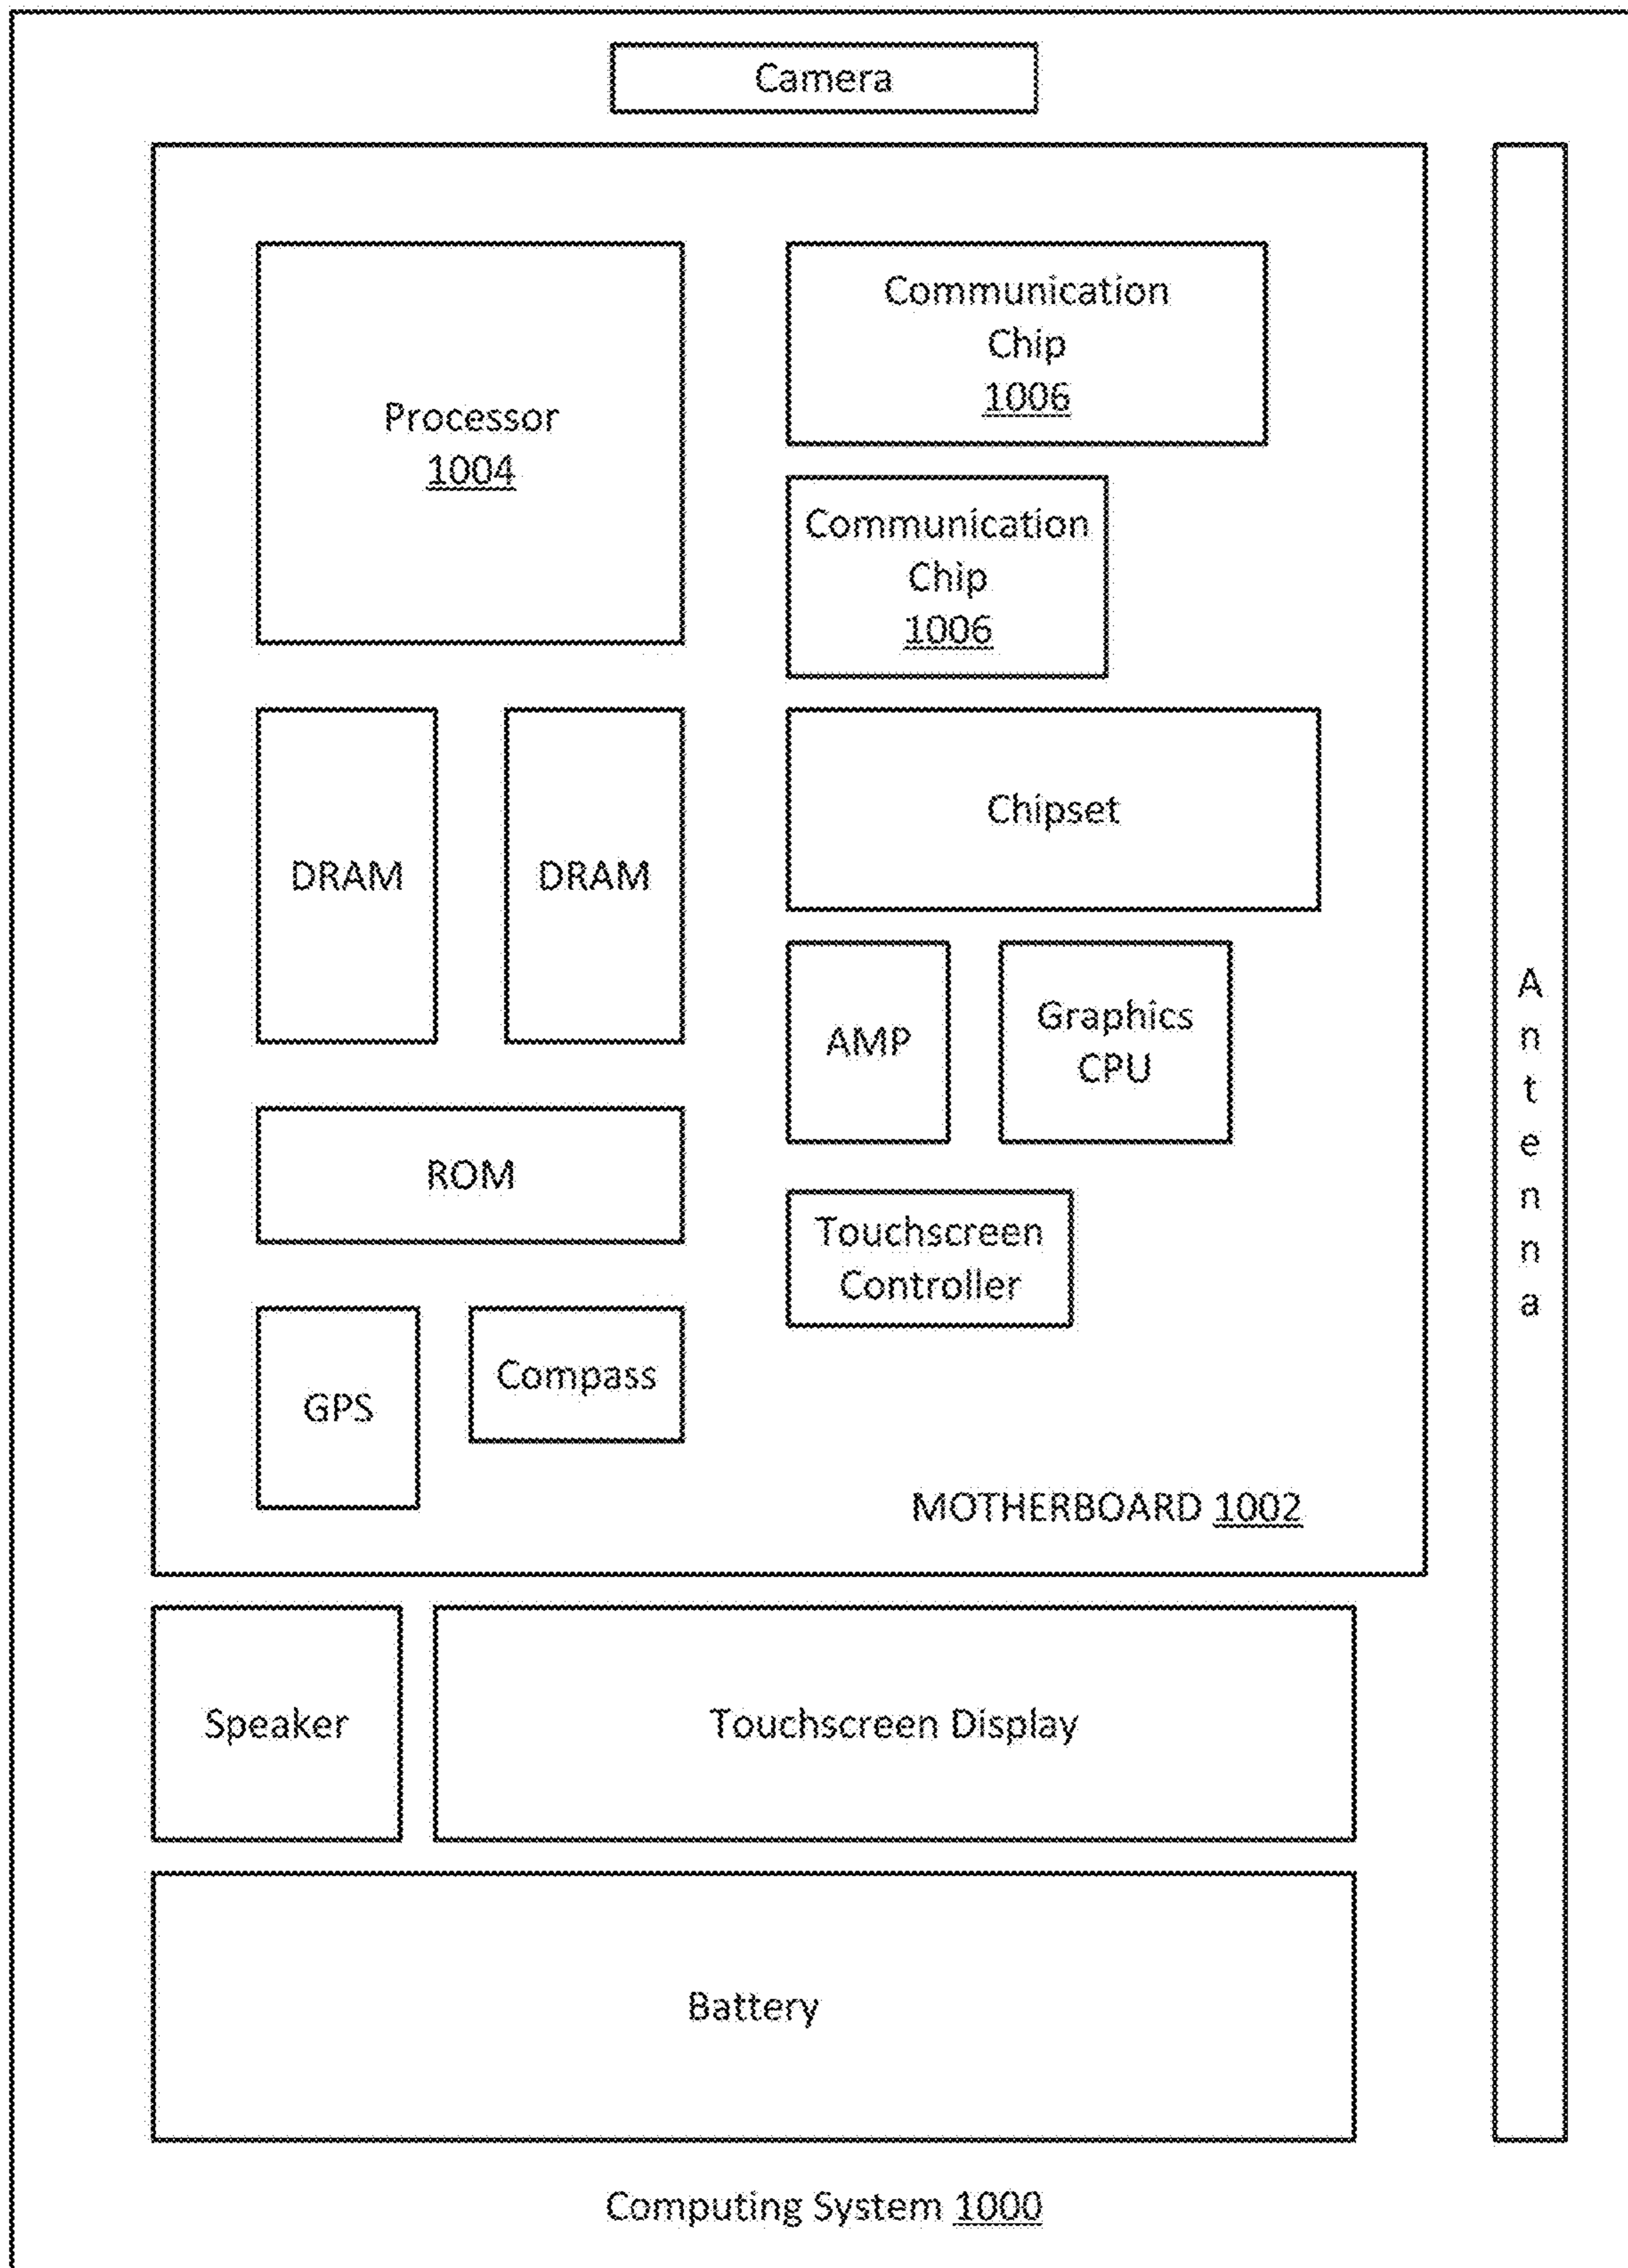 Camera
Processor
1004
Communication
Chip
1006
Communication
Chip
1006
DRAM
DRAM
Chipset
AMP
Graphics
CPU
ROM
Touchscreen
Controller
GPS
Compass
MOTHERBOARD 1002
Antenna
Speaker
Touchscreen Display
Battery
Computing System 1000